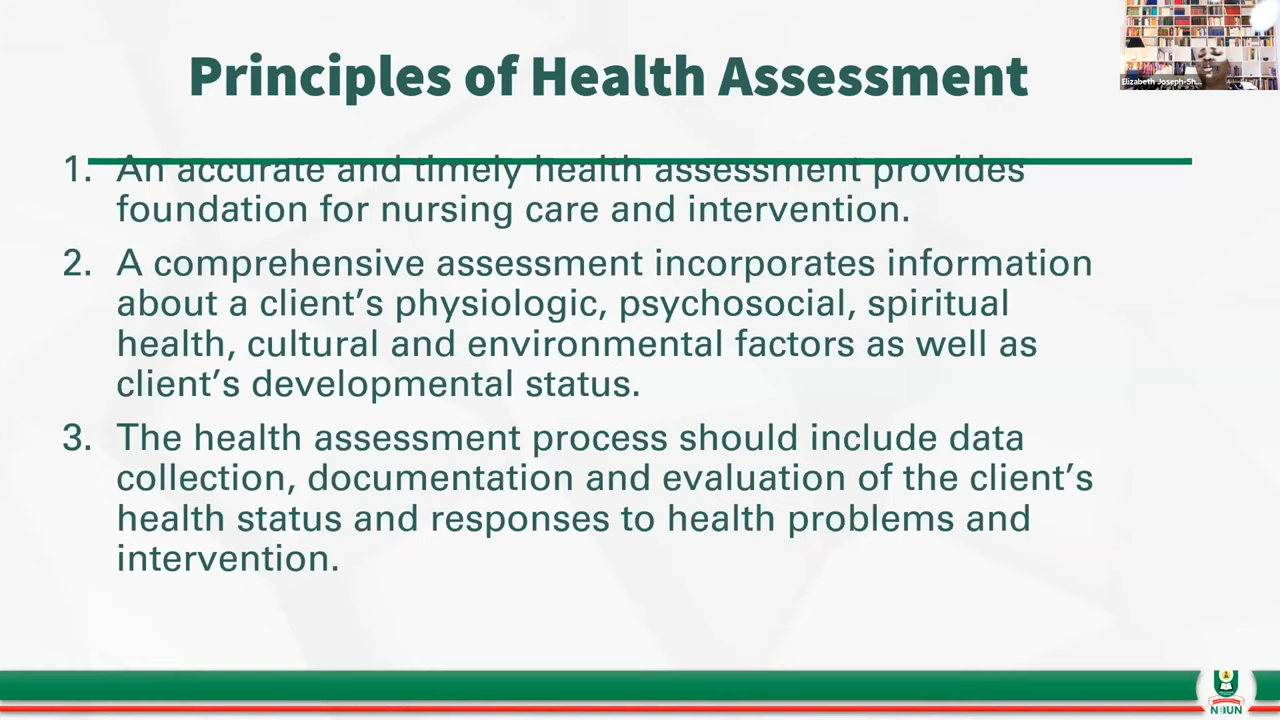 Elizabeth Joseph-Sh...
Principles of Health Assessment
1. An accurate and timely health assessment provides
foundation for nursing care and intervention.
2. A comprehensive assessment incorporates information
about a client’s physiologic, psychosocial, spiritual
health, cultural and environmental factors as well as
client’s developmental status.
3. The health assessment process should include data
collection, documentation and evaluation of the client’s
health status and responses to health problems and
intervention.
NOUN